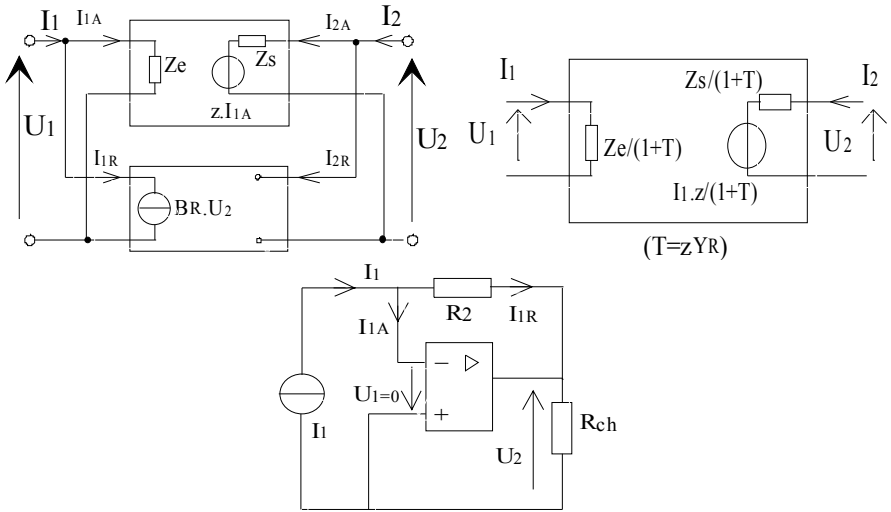 I1
I1A
I2A
I2
Ze
Zs
z.I1A
U1
U2
I1R
I2R
BR.U2
I1
Zs/(1+T)
I2
U1
Ze/(1+T)
U2
I1.z/(1+T)
(T=zYR)
I1
R2
I1R
I1A
−
▷
U1=0
+
I1
U2
Rch